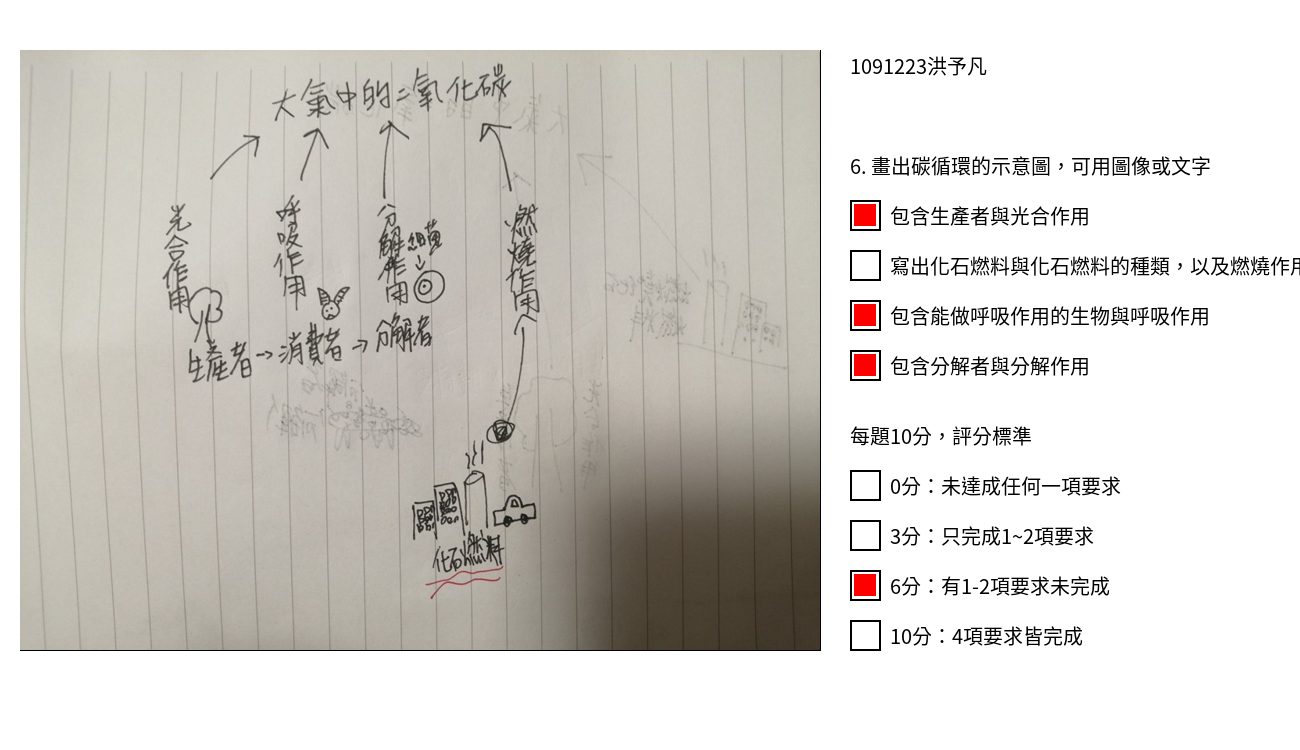 大氣中的二氧化碳
光合作用
呼吸作用
分解作用
細菌
燃燒作用
生產者→消費者→分解者
化石燃料
1091223洪予凡
6. 畫出碳循環的示意圖，可用圖像或文字
包含生產者與光合作用
寫出化石燃料與化石燃料的種類，以及燃燒作用
包含能做呼吸作用的生物與呼吸作用
包含分解者與分解作用
每題10分，評分標準
0分：未達成任何一項要求
3分：只完成1~2項要求
6分：有1-2項要求未完成
10分：4項要求皆完成